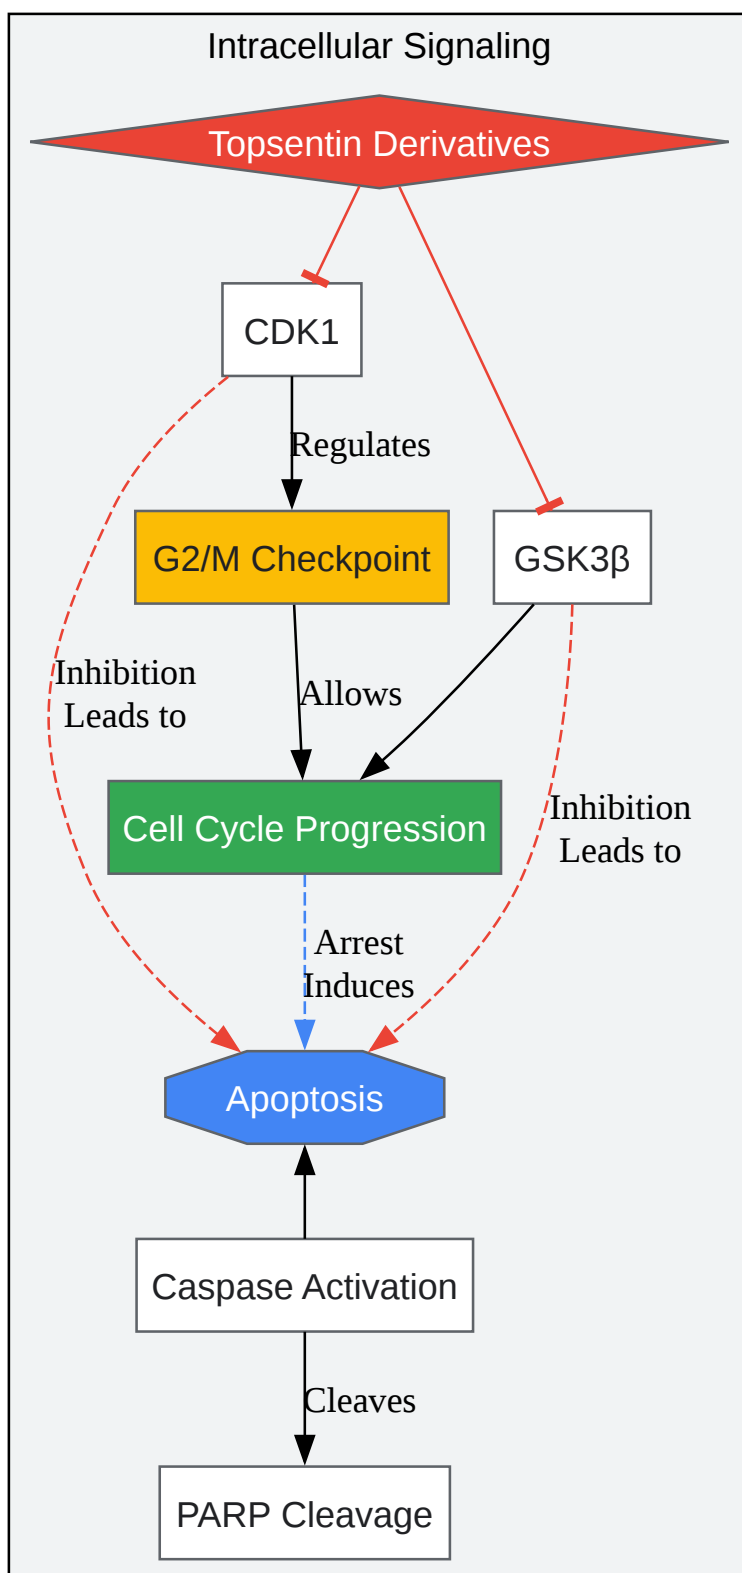 Intracellular Signaling
Topsentin Derivatives
CDK1
Regulates
G2/M Checkpoint
GSK3β
Inhibition
Leads to
Allows
Cell Cycle Progression
Inhibition
Leads to
Arrest
Induces
Apoptosis
Caspase Activation
Cleaves
PARP Cleavage